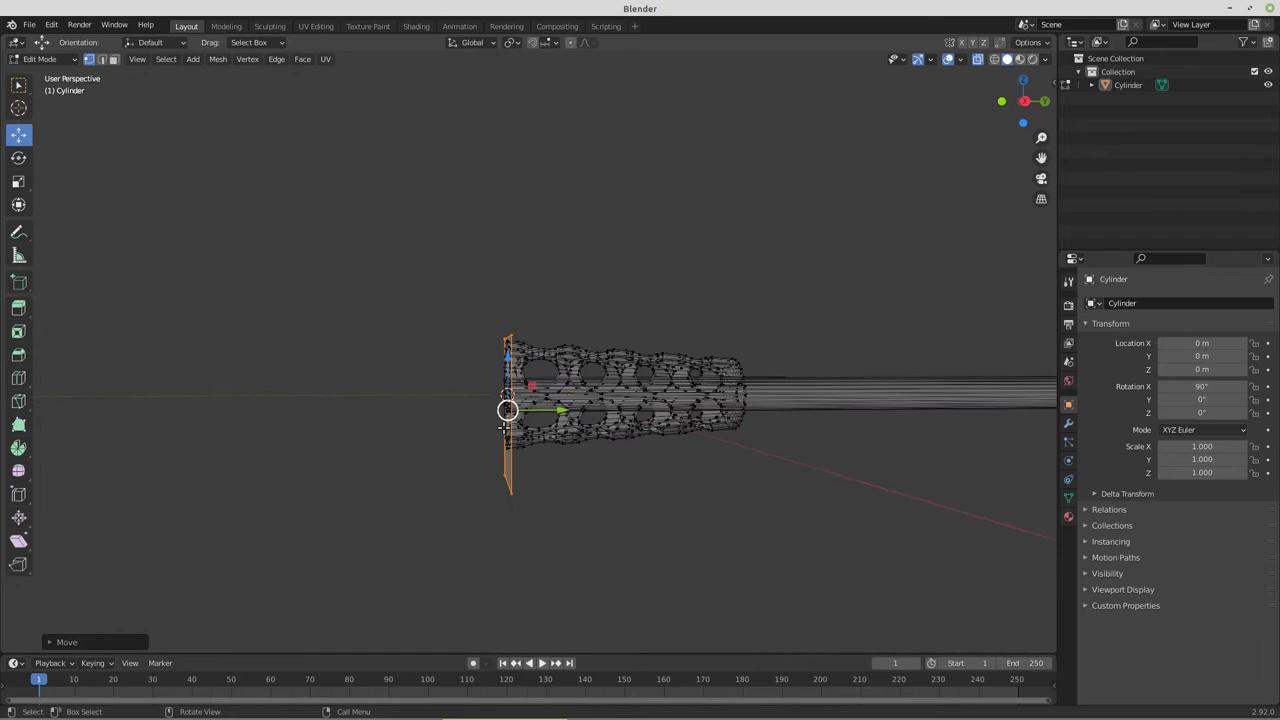 Blender
File Edit Render Window Help Layout Modeling Sculpting UV Editing Texture Paint Shading Animation Rendering Compositing Scripting + Scene View Layer
Orientation: Default Drag: Select Box Global X Y Z Options
Edit Mode View Select Add Mesh Vertex Edge Face UV
User Perspective
(1) Cylinder
Z
X Y
Scene Collection
Collection
Cylinder
Cylinder
Cylinder
Transform
Location X 0 m
Y 0 m
Z 0 m
Rotation X 90°
Y 0°
Z 0°
Mode XYZ Euler
Scale X 1.000
Y 1.000
Z 1.000
Delta Transform
Relations
Collections
Instancing
Motion Paths
Visibility
Viewport Display
Custom Properties
Move
Playback Keying View Marker 1 Start 1 End 250
1 10 20 30 40 50 60 70 80 90 100 110 120 130 140 150 160 170 180 190 200 210 220 230 240 250
Select Box Select Rotate View Call Menu 2.92.0